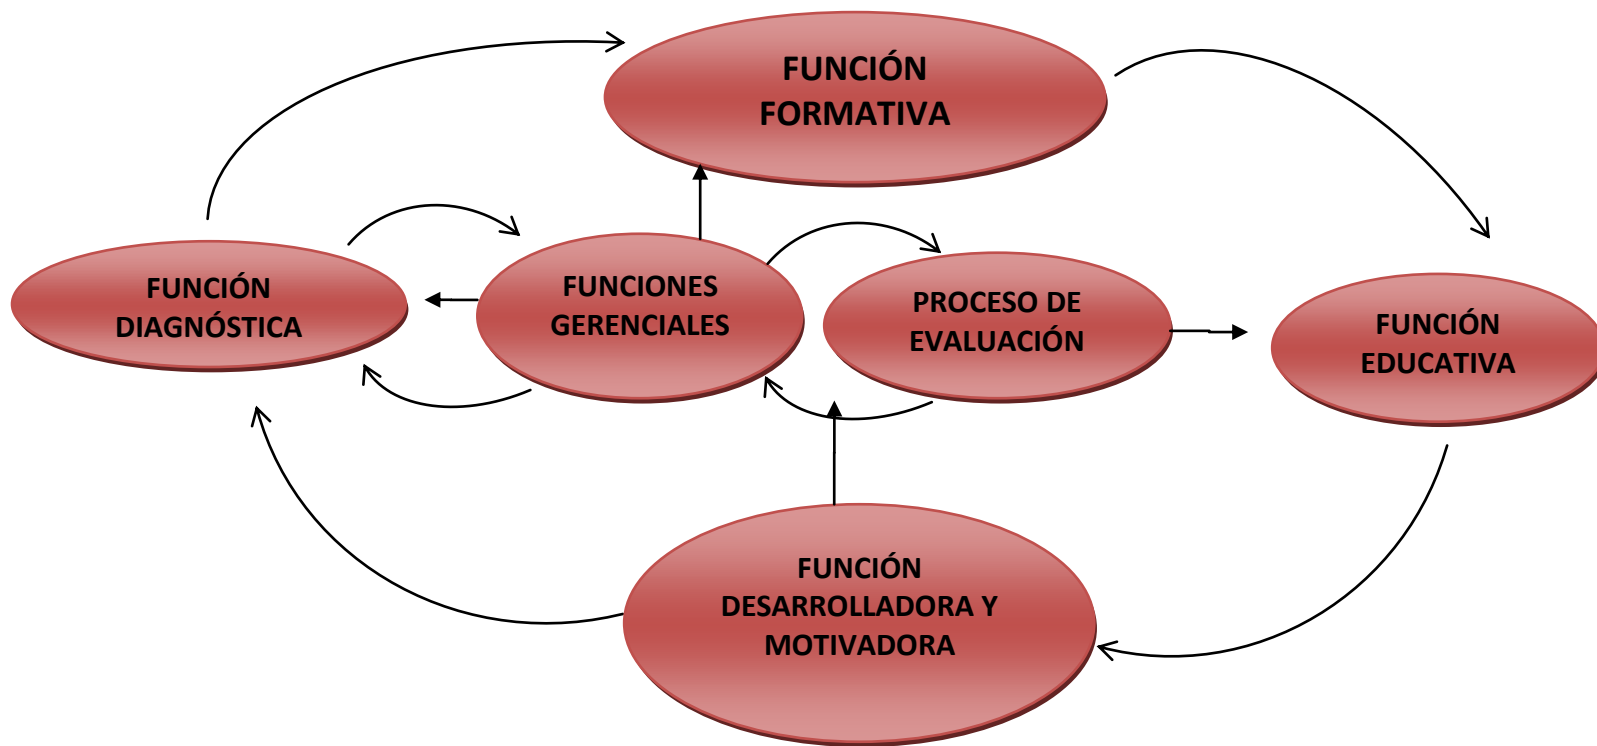 FUNCIÓN
FORMATIVA
FUNCIÓN
DIAGNÓSTICA
FUNCIONES
GERENCIALES
PROCESO DE
EVALUACIÓN
FUNCIÓN
EDUCATIVA
FUNCIÓN
DESARROLLADORA Y
MOTIVADORA